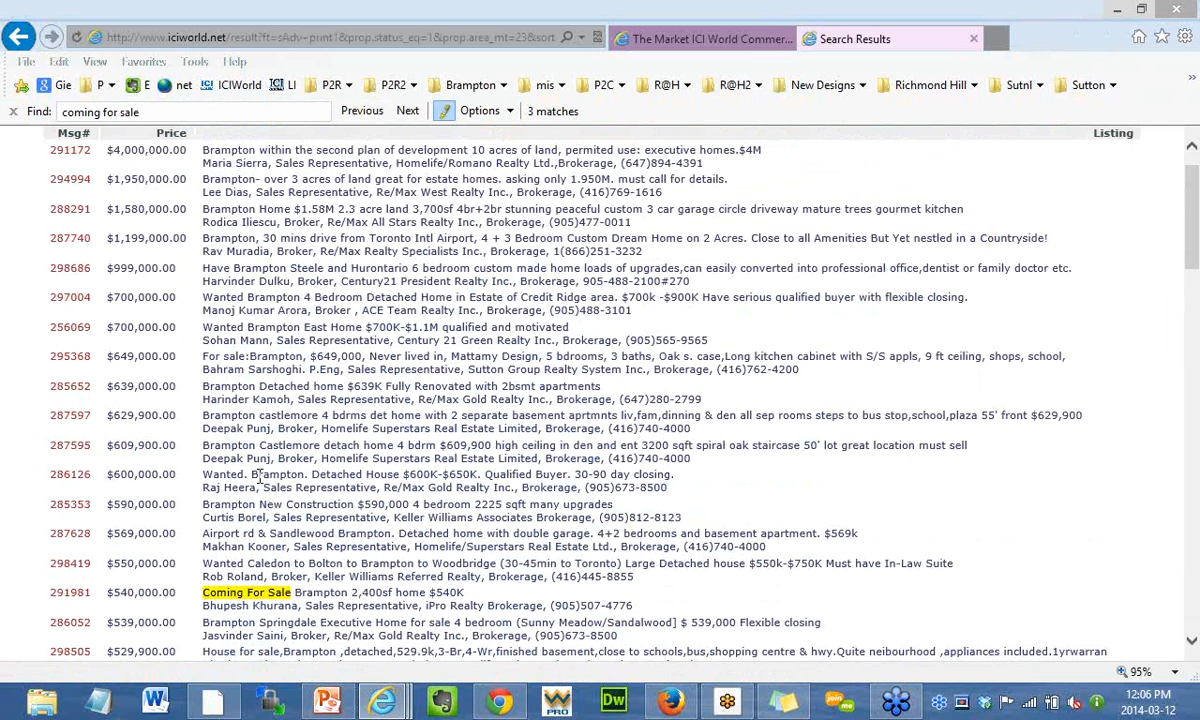 http://www.iciworld.net/result?ft=sAdv-print1&prop.status_eq=1&prop.area_mt=23&sort
The Market ICI World Commer...
Search Results
File Edit View Favorites Tools Help
Gie P E net ICIWorld LI P2R P2R2 Brampton mis P2C R@H R@H2 New Designs Richmond Hill Sutnl Sutton
Find: coming for sale Previous Next Options 3 matches
Msg# Price Listing
291172 $4,000,000.00 Brampton within the second plan of development 10 acres of land, permited use: executive homes.$4M
Maria Sierra, Sales Representative, Homelife/Romano Realty Ltd.,Brokerage, (647)894-4391
294994 $1,950,000.00 Brampton- over 3 acres of land great for estate homes. asking only 1.950M. must call for details.
Lee Dias, Sales Representative, Re/Max West Realty Inc., Brokerage, (416)769-1616
288291 $1,580,000.00 Brampton Home $1.58M 2.3 acre land 3,700sf 4br+2br stunning peaceful custom 3 car garage circle driveway mature trees gourmet kitchen
Rodica Iliescu, Broker, Re/Max All Stars Realty Inc., Brokerage, (905)477-0011
287740 $1,199,000.00 Brampton, 30 mins drive from Toronto Intl Airport, 4 + 3 Bedroom Custom Dream Home on 2 Acres. Close to all Amenities But Yet nestled in a Countryside!
Rav Muradia, Broker, Re/Max Realty Specialists Inc., Brokerage, 1(866)251-3232
298686 $999,000.00 Have Brampton Steele and Hurontario 6 bedroom custom made home loads of upgrades,can easily converted into professional office,dentist or family doctor etc.
Harvinder Dulku, Broker, Century21 President Realty Inc., Brokerage, 905-488-2100#270
297004 $700,000.00 Wanted Brampton 4 Bedroom Detached Home in Estate of Credit Ridge area. $700k -$900K Have serious qualified buyer with flexible closing.
Manoj Kumar Arora, Broker , ACE Team Realty Inc., Brokerage, (905)488-3101
256069 $700,000.00 Wanted Brampton East Home $700K-$1.1M qualified and motivated
Sohan Mann, Sales Representative, Century 21 Green Realty Inc., Brokerage, (905)565-9565
295368 $649,000.00 For sale:Brampton, $649,000, Never lived in, Mattamy Design, 5 bdrooms, 3 baths, Oak s. case,Long kitchen cabinet with S/S appls, 9 ft ceiling, shops, school,
Bahram Sarshoghi. P.Eng, Sales Representative, Sutton Group Realty System Inc., Brokerage, (416)762-4200
285652 $639,000.00 Brampton Detached home $639K Fully Renovated with 2bsmt apartments
Harinder Kamoh, Sales Representative, Re/Max Gold Realty Inc., Brokerage, (647)280-2799
287597 $629,900.00 Brampton castlemore 4 bdrms det home with 2 separate basement aprtmnts liv,fam,dinning & den all sep rooms steps to bus stop,school,plaza 55' front $629,900
Deepak Punj, Broker, Homelife Superstars Real Estate Limited, Brokerage, (416)740-4000
287595 $609,900.00 Brampton Castlemore detach home 4 bdrm $609,900 high ceiling in den and ent 3200 sqft spiral oak staircase 50' lot great location must sell
Deepak Punj, Broker, Homelife Superstars Real Estate Limited, Brokerage, (416)740-4000
286126 $600,000.00 Wanted. Brampton. Detached House $600K-$650K. Qualified Buyer. 30-90 day closing.
Raj Heera, Sales Representative, Re/Max Gold Realty Inc., Brokerage, (905)673-8500
285353 $590,000.00 Brampton New Construction $590,000 4 bedroom 2225 sqft many upgrades
Curtis Borel, Sales Representative, Keller Williams Associates Brokerage, (905)812-8123
287628 $569,000.00 Airport rd & Sandlewood Brampton. Detached home with double garage. 4+2 bedrooms and basement apartment. $569k
Makhan Kooner, Sales Representative, Homelife/Superstars Real Estate Ltd., Brokerage, (416)740-4000
298419 $550,000.00 Wanted Caledon to Bolton to Brampton to Woodbridge (30-45min to Toronto) Large Detached house $550k-$750K Must have In-Law Suite
Rob Roland, Broker, Keller Williams Referred Realty, Brokerage, (416)445-8855
291981 $540,000.00 Coming For Sale Brampton 2,400sf home $540K
Bhupesh Khurana, Sales Representative, iPro Realty Brokerage, (905)507-4776
286052 $539,000.00 Brampton Springdale Executive Home for sale 4 bedroom (Sunny Meadow/Sandalwood] $ 539,000 Flexible closing
Jasvinder Saini, Broker, Re/Max Gold Realty Inc., Brokerage, (905)673-8500
298505 $529,900.00 House for sale,Brampton ,detached,529.9k,3-Br,4-Wr,finished basement,close to schools,bus,shopping centre & hwy.Quite neibourhood ,appliances included.1yrwarran
95%
12:06 PM
2014-03-12